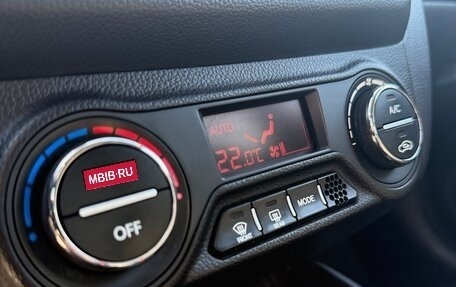 AUTO
22.0°C
MBIB.RU
OFF
A/C
FRONT
REAR
MODE